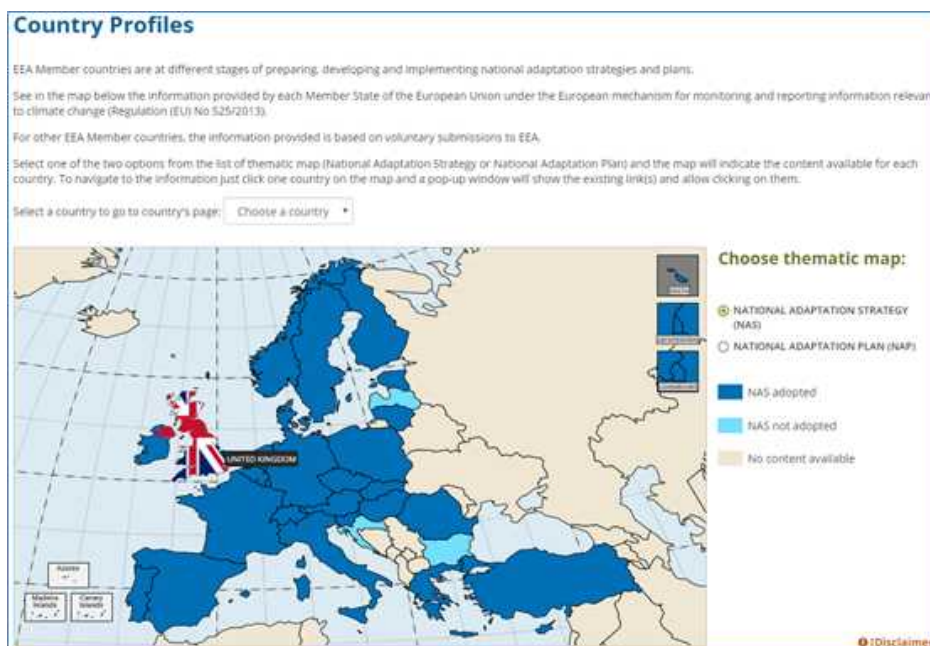 Country Profiles
EEA Member countries are at different stages of preparing, developing and implementing national adaptation strategies and plans.
See in the map below the information provided by each Member State of the European Union under the European mechanism for monitoring and reporting information relevan
to climate change (Regulation (EU) No 525/2013).
For other EEA Member countries, the information provided is based on voluntary submissions to EEA.
Select one of the two options from the list of thematic map (National Adaptation Strategy or National Adaptation Plan) and the map will indicate the content available for each
country. To navigate to the information just click one country on the map and a pop-up window will show the existing link(s) and allow clicking on them.
Select a country to go to country's page: Choose a country
Choose thematic map:
NATIONAL ADAPTATION STRATEGY
(NAS)
NATIONAL ADAPTATION PLAN (NAP)
NAS adopted
NAS not adopted
No content available
UNITED KINGDOM
Azores
Madeira
Islands
Canary
Islands
Disclaimer